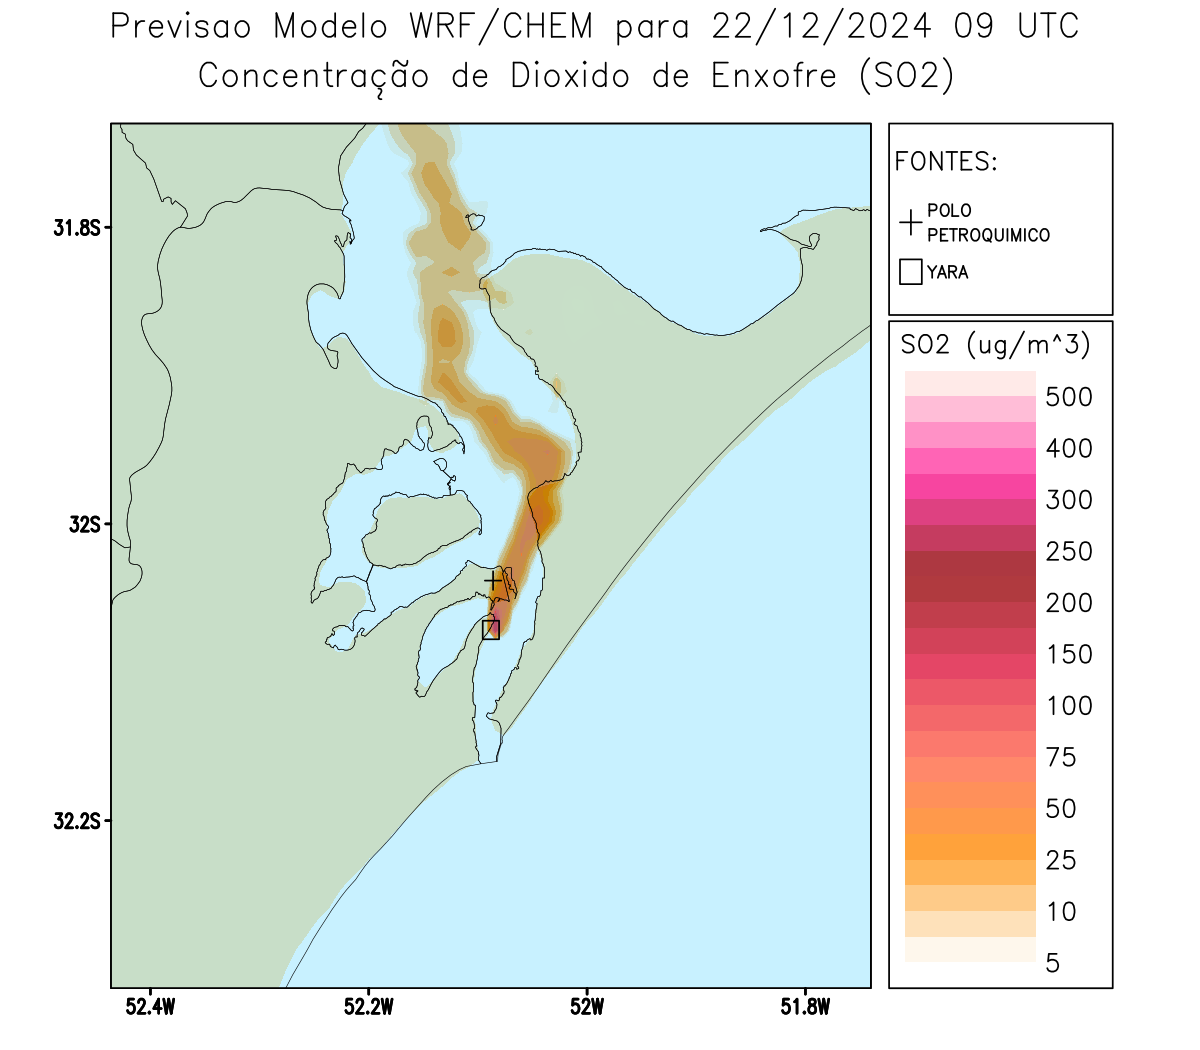 Previsao Modelo WRF/CHEM para 22/12/2024 09 UTC
Concentração de Dioxido de Enxofre (SO2)
FONTES:
POLO
PETROQUIMICO
YARA
SO2 (ug/m^3)
500
400
300
250
200
150
100
75
50
25
10
5
31.8S
32S
32.2S
52.4W
52.2W
52W
51.8W